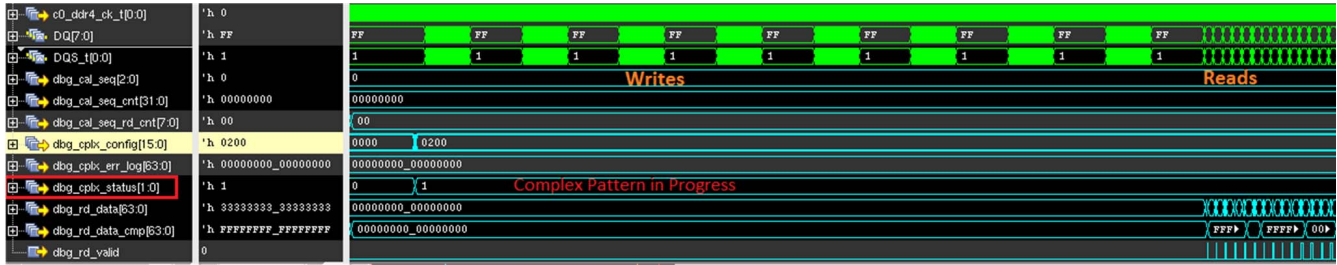 c0_ddr4_ck_t[0:0] 'h 0
DQ[7:0] 'h FF FF FF FF FF FF FF FF FF FF
DQS_t[0:0] 'h 1 1 1 1 1 1 1 1 1 1
dbg_cal_seq[2:0] 'h 0 0 Writes Reads
dbg_cal_seq_cnt[31:0] 'h 00000000 00000000
dbg_cal_seq_rd_cnt[7:0] 'h 00 00
dbg_cplx_config[15:0] 'h 0200 0000 0200
dbg_cplx_err_log[63:0] 'h 00000000_00000000 00000000_00000000
dbg_cplx_status[1:0] 'h 1 0 1 Complex Pattern in Progress
dbg_rd_data[63:0] 'h 33333333_33333333 00000000_00000000
dbg_rd_data_cmp[63:0] 'h FFFFFFFF_FFFFFFFF 00000000_00000000 FFF FFFF 00
dbg_rd_valid 0